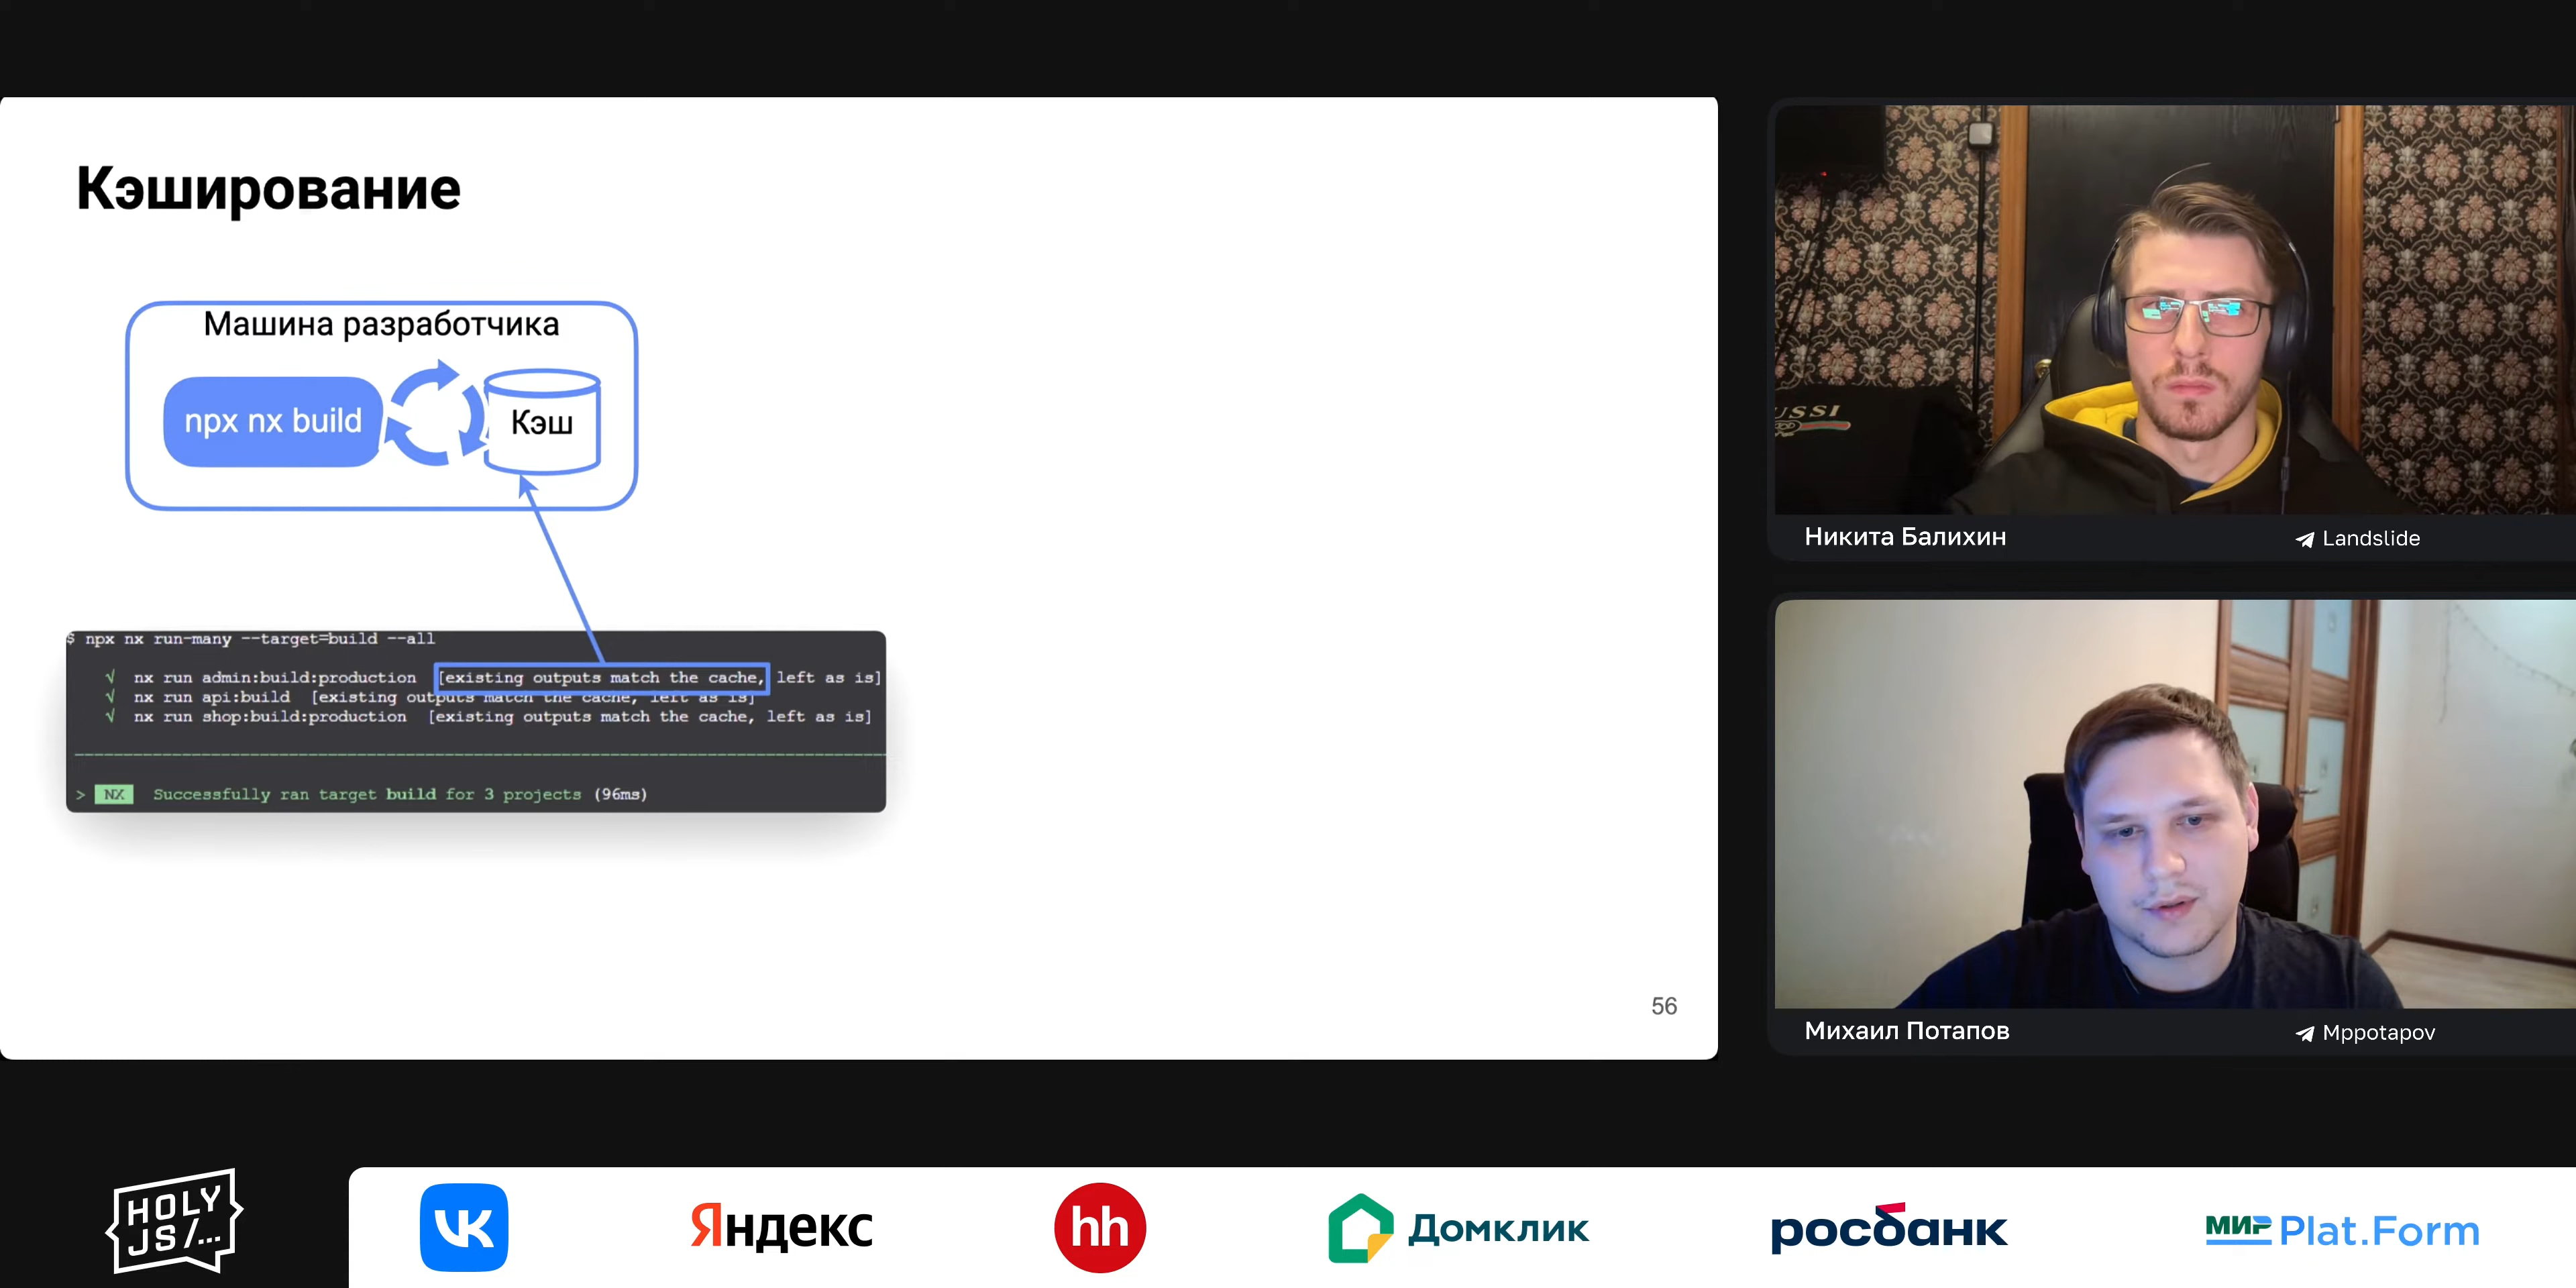 Кэширование
Машина разработчика
npx nx build
Кэш
$ npx nx run-many --target=build --all
√ nx run admin:build:production [existing outputs match the cache, left as is]
√ nx run api:build [existing outputs match the cache, left as is]
√ nx run shop:build:production [existing outputs match the cache, left as is]
> NX Successfully ran target build for 3 projects (96ms)
56
USSI
Никита Балихин
Landslide
Михаил Потапов
Mppotapov
HOLY
JS/...
VK
Яндекс
hh
Домклик
росбанк
МИР Plat.Form